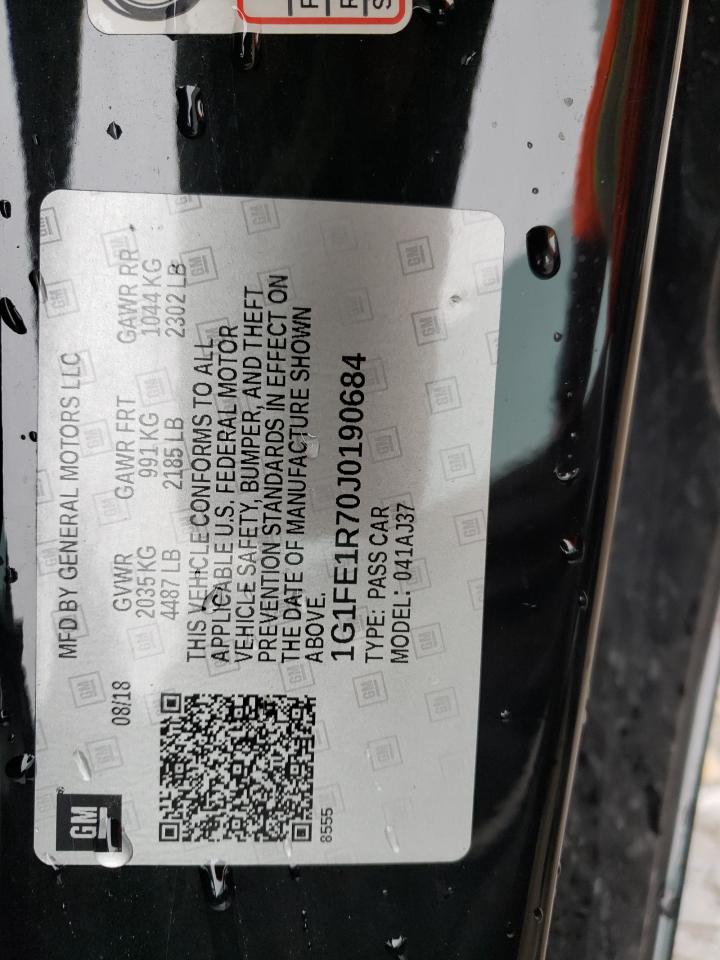 GM
MFD BY GENERAL MOTORS LLC
08/18
GVWR GAWR FRT GAWR RR
2035 KG 991 KG 1044 KG
4487 LB 2185 LB 2302 LB
THIS VEHICLE CONFORMS TO ALL
APPLICABLE U.S. FEDERAL MOTOR
VEHICLE SAFETY, BUMPER, AND THEFT
PREVENTION STANDARDS IN EFFECT ON
THE DATE OF MANUFACTURE SHOWN
ABOVE.
8555
1G1FE1R70J0190684
TYPE: PASS CAR
MODEL: 041AJ37